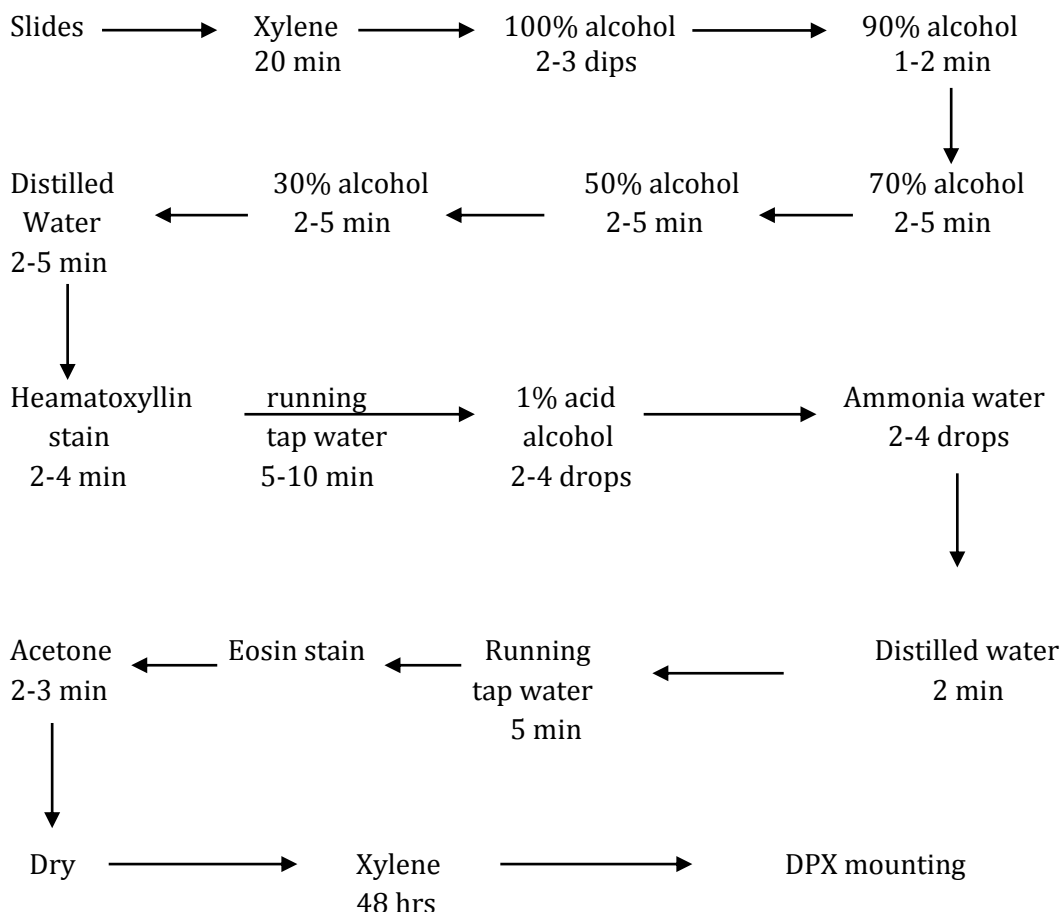 Slides Xylene 100% alcohol 90% alcohol
20 min 2-3 dips 1-2 min
Distilled 30% alcohol 50% alcohol 70% alcohol
Water 2-5 min 2-5 min 2-5 min
2-5 min
Heamatoxyllin running 1% acid Ammonia water
stain tap water alcohol 2-4 drops
2-4 min 5-10 min 2-4 drops
Acetone Eosin stain Running Distilled water
2-3 min tap water 2 min
5 min
Dry Xylene DPX mounting
48 hrs